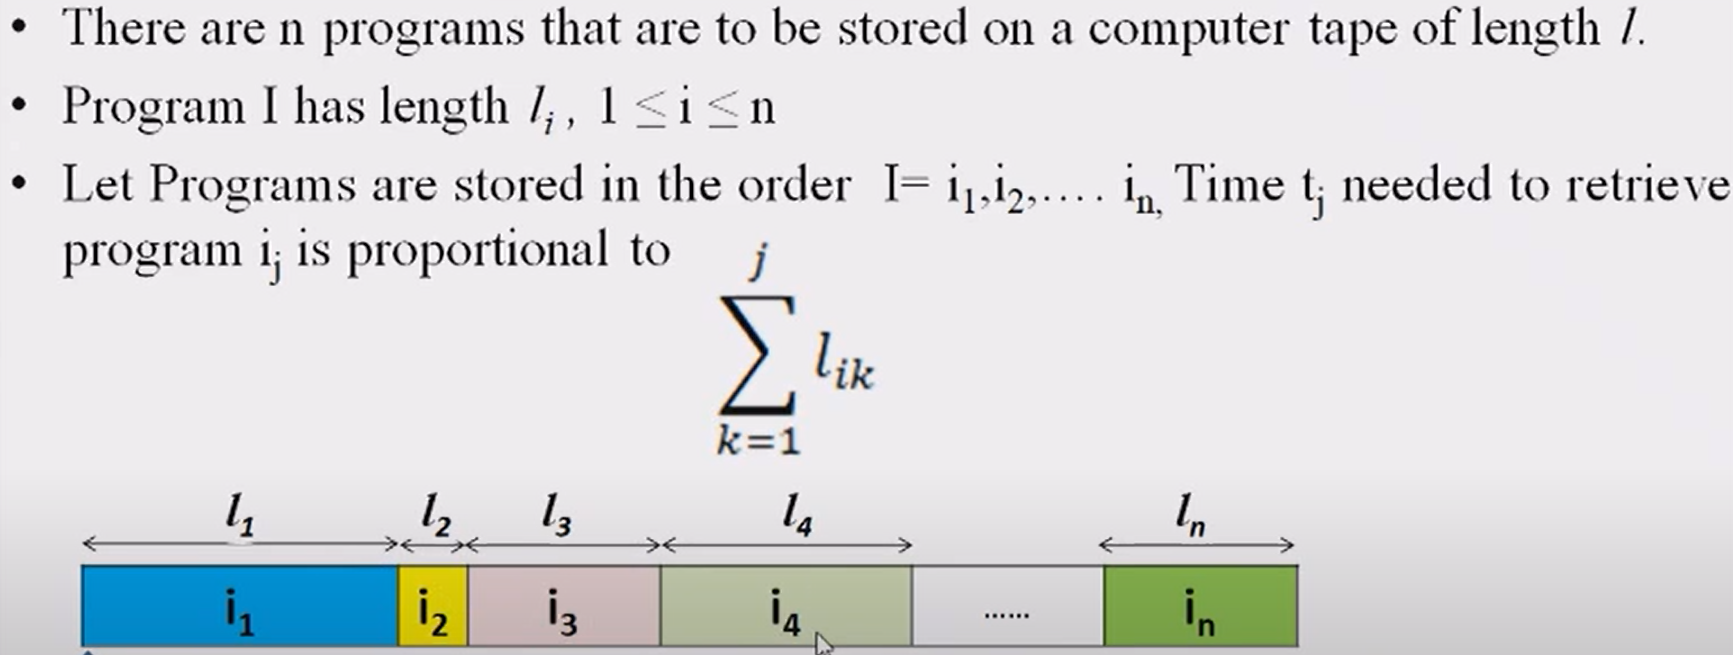 • There are n programs that are to be stored on a computer tape of length l.
• Program I has length lᵢ, 1 ≤ i ≤ n
• Let Programs are stored in the order I= i₁,i₂,.... iₙ, Time tⱼ needed to retrieve
program iⱼ is proportional to
j
∑ lᵢₖ
k=1
l₁ l₂ l₃ l₄ lₙ
i₁ i₂ i₃ i₄ ...... iₙ